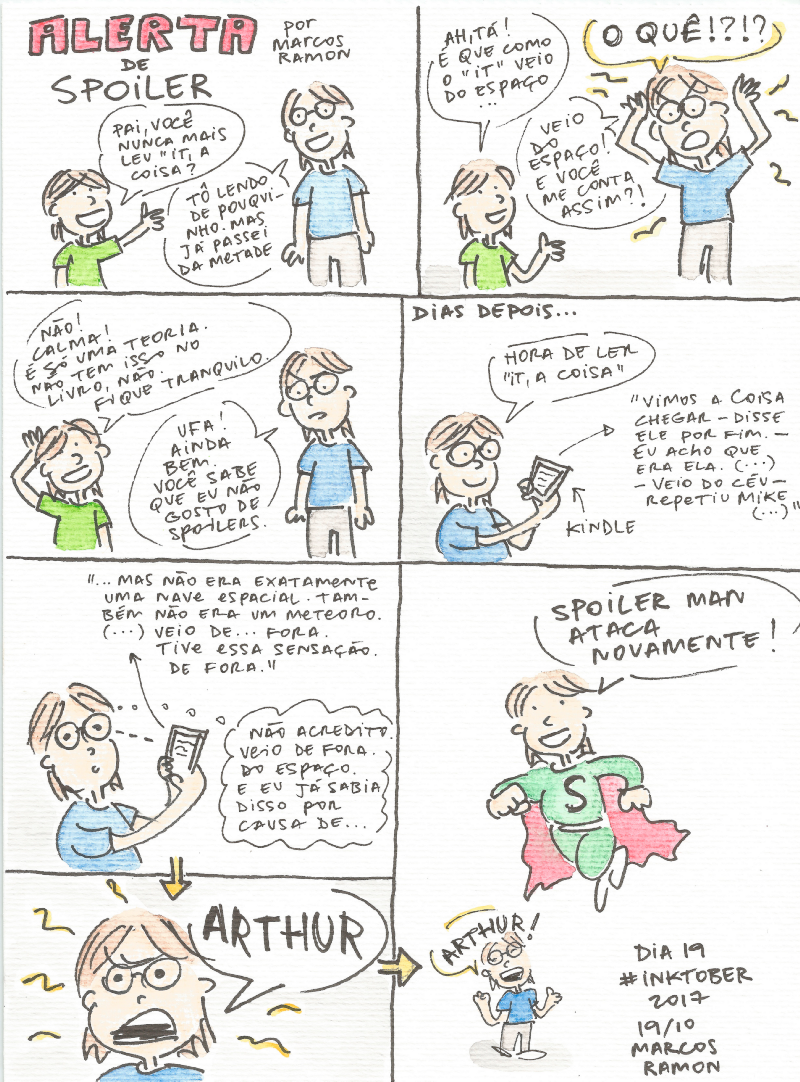 ALERTA
DE
SPOILER
POR
MARCOS
RAMON
PAI, VOCÊ
NUNCA MAIS
LEU "IT, A
COISA?
TÔ LENDO
DE POUQUI-
NHO. MAS
JÁ PASSEI
DA METADE
AH, TÁ!
É QUE COMO
O "IT" VEIO
DO ESPAÇO
...
O QUÊ!?!?
VEIO
DO
ESPAÇO!
E VOCÊ
ME CONTA
ASSIM?!
NÃO!
CALMA!
É SÓ UMA TEORIA.
NÃO TEM ISSO NO
LIVRO, NÃO.
FIQUE TRANQUILO.
UFA!
AINDA
BEM.
VOCÊ SABE
QUE EU NÃO
GOSTO DE
SPOILERS.
DIAS DEPOIS...
HORA DE LER
"IT, A COISA"
"VIMOS A COISA
CHEGAR - DISSE
ELE POR FIM. -
EU ACHO QUE
ERA ELA. (...)
- VEIO DO CÉU -
REPETIU MIKE
(...)"
KINDLE
"... MAS NÃO ERA EXATAMENTE
UMA NAVE ESPACIAL. TAM-
BÉM NÃO ERA UM METEORO.
(...) VEIO DE... FORA.
TIVE ESSA SENSAÇÃO.
DE FORA."
NÃO ACREDITO.
VEIO DE FORA.
DO ESPAÇO.
E EU JÁ SABIA
DISSO POR
CAUSA DE...
ARTHUR
SPOILER MAN
ATACA
NOVAMENTE!
S
ARTHUR!
DIA 19
#INKTOBER
2017
19/10
MARCOS
RAMON